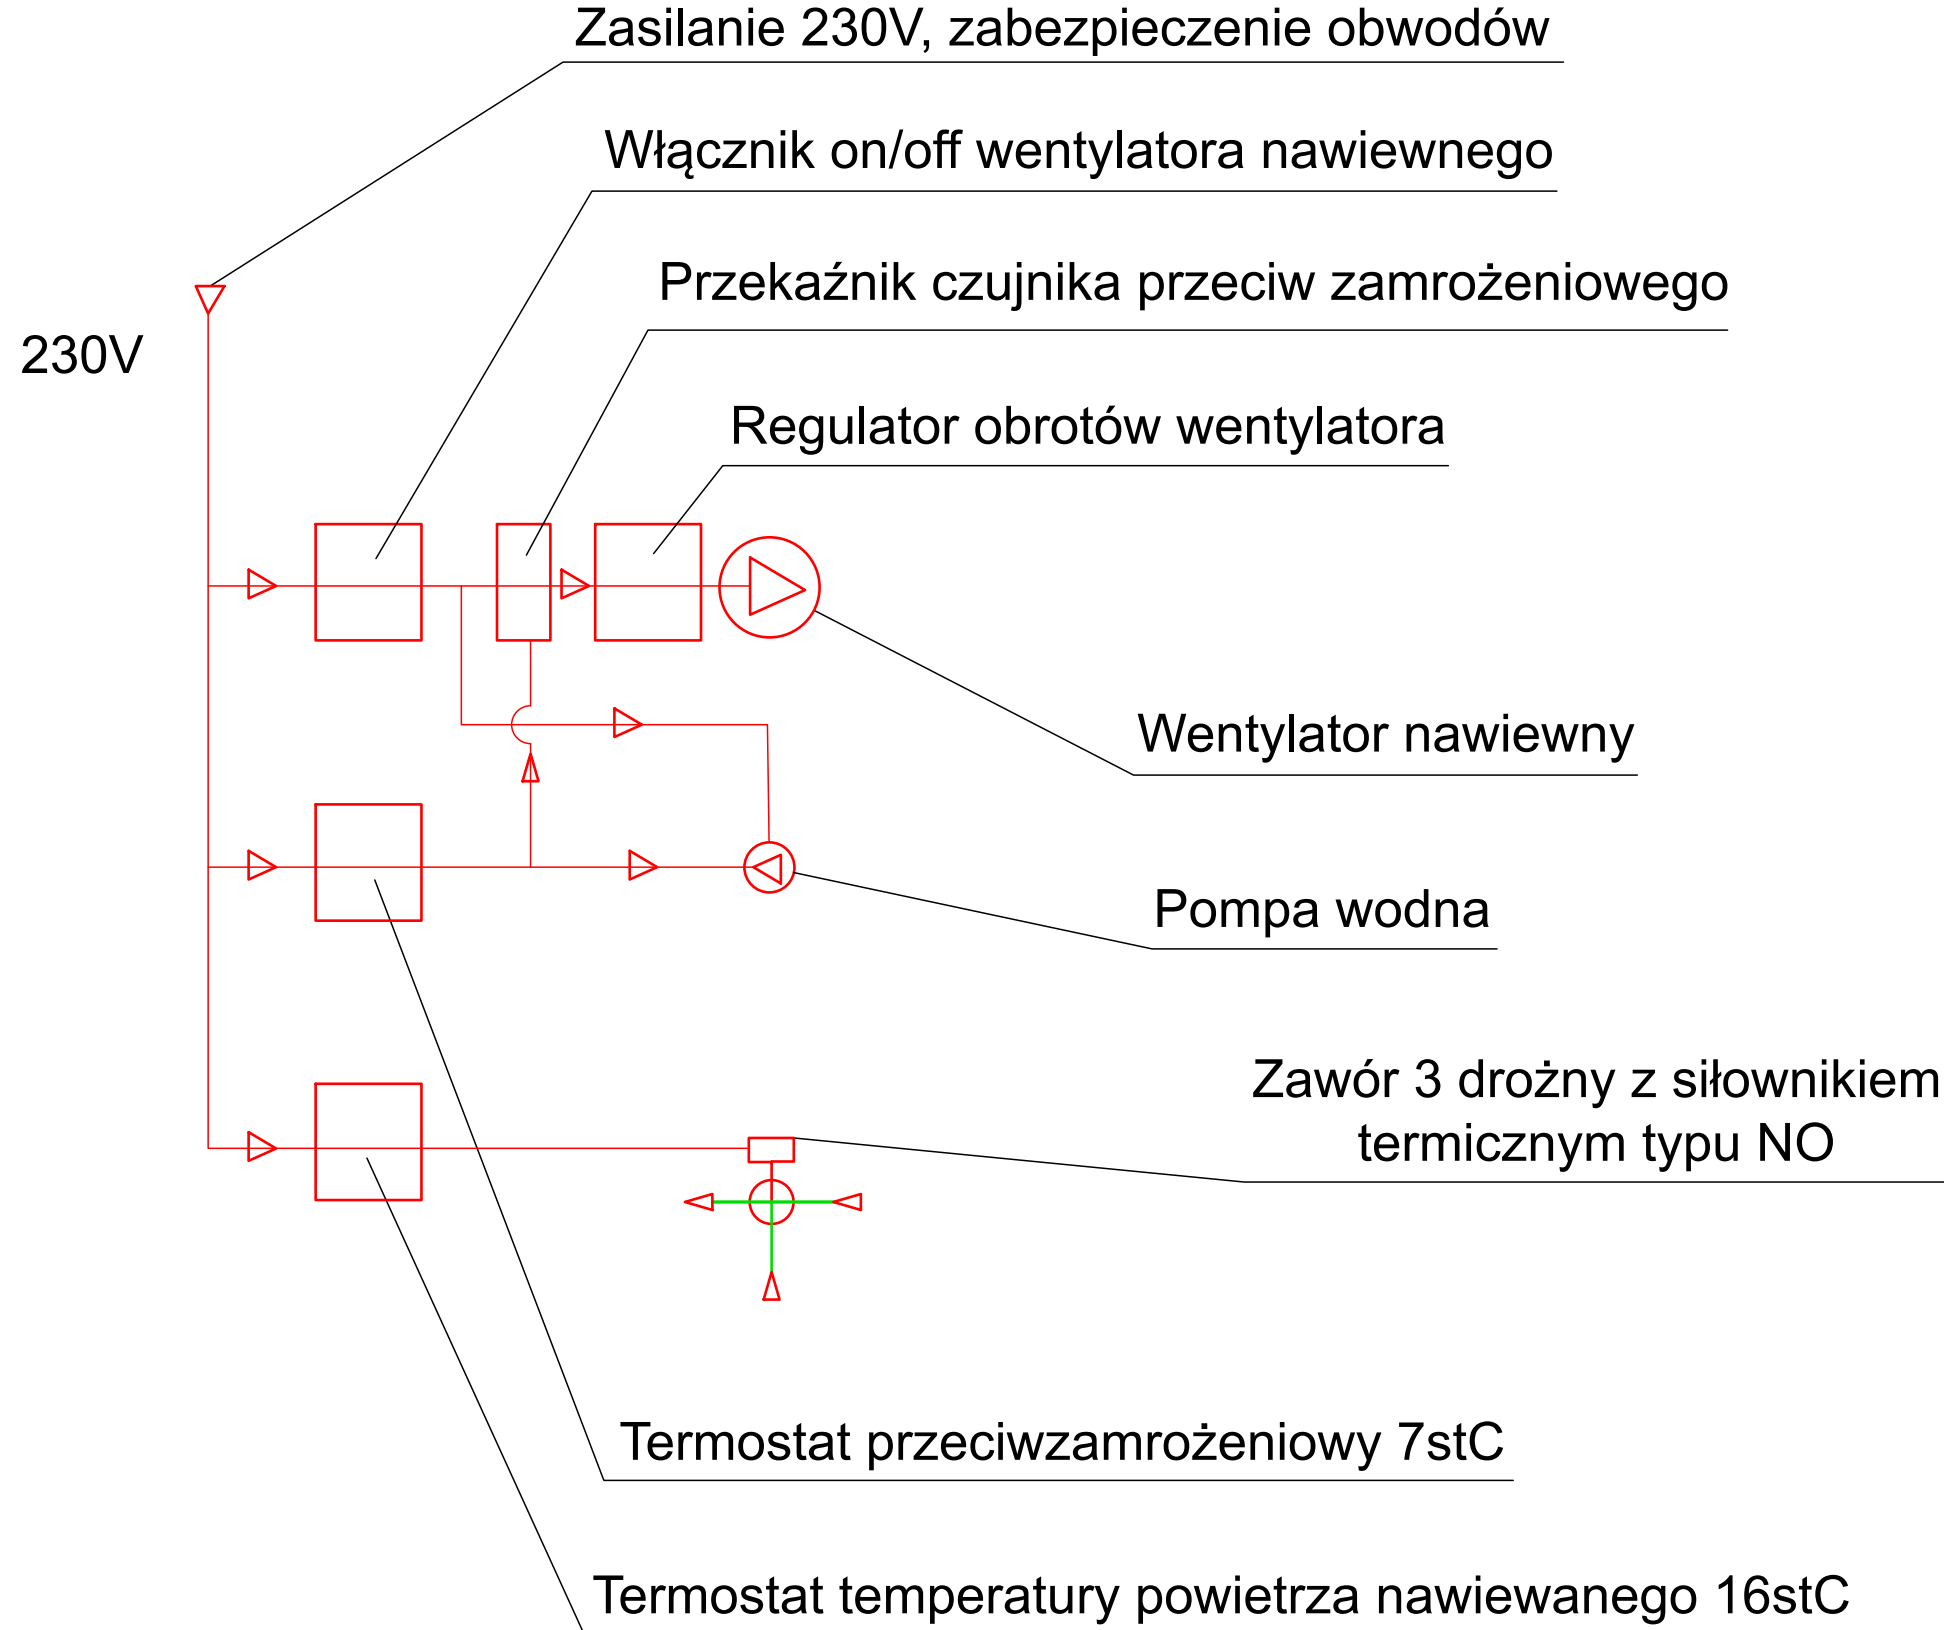 Zasilanie 230V, zabezpieczenie obwodów
Włącznik on/off wentylatora nawiewnego
Przekaźnik czujnika przeciw zamrożeniowego
230V
Regulator obrotów wentylatora
Wentylator nawiewny
Pompa wodna
Zawór 3 drożny z siłownikiem
termicznym typu NO
Termostat przeciwzamrożeniowy 7stC
Termostat temperatury powietrza nawiewanego 16stC